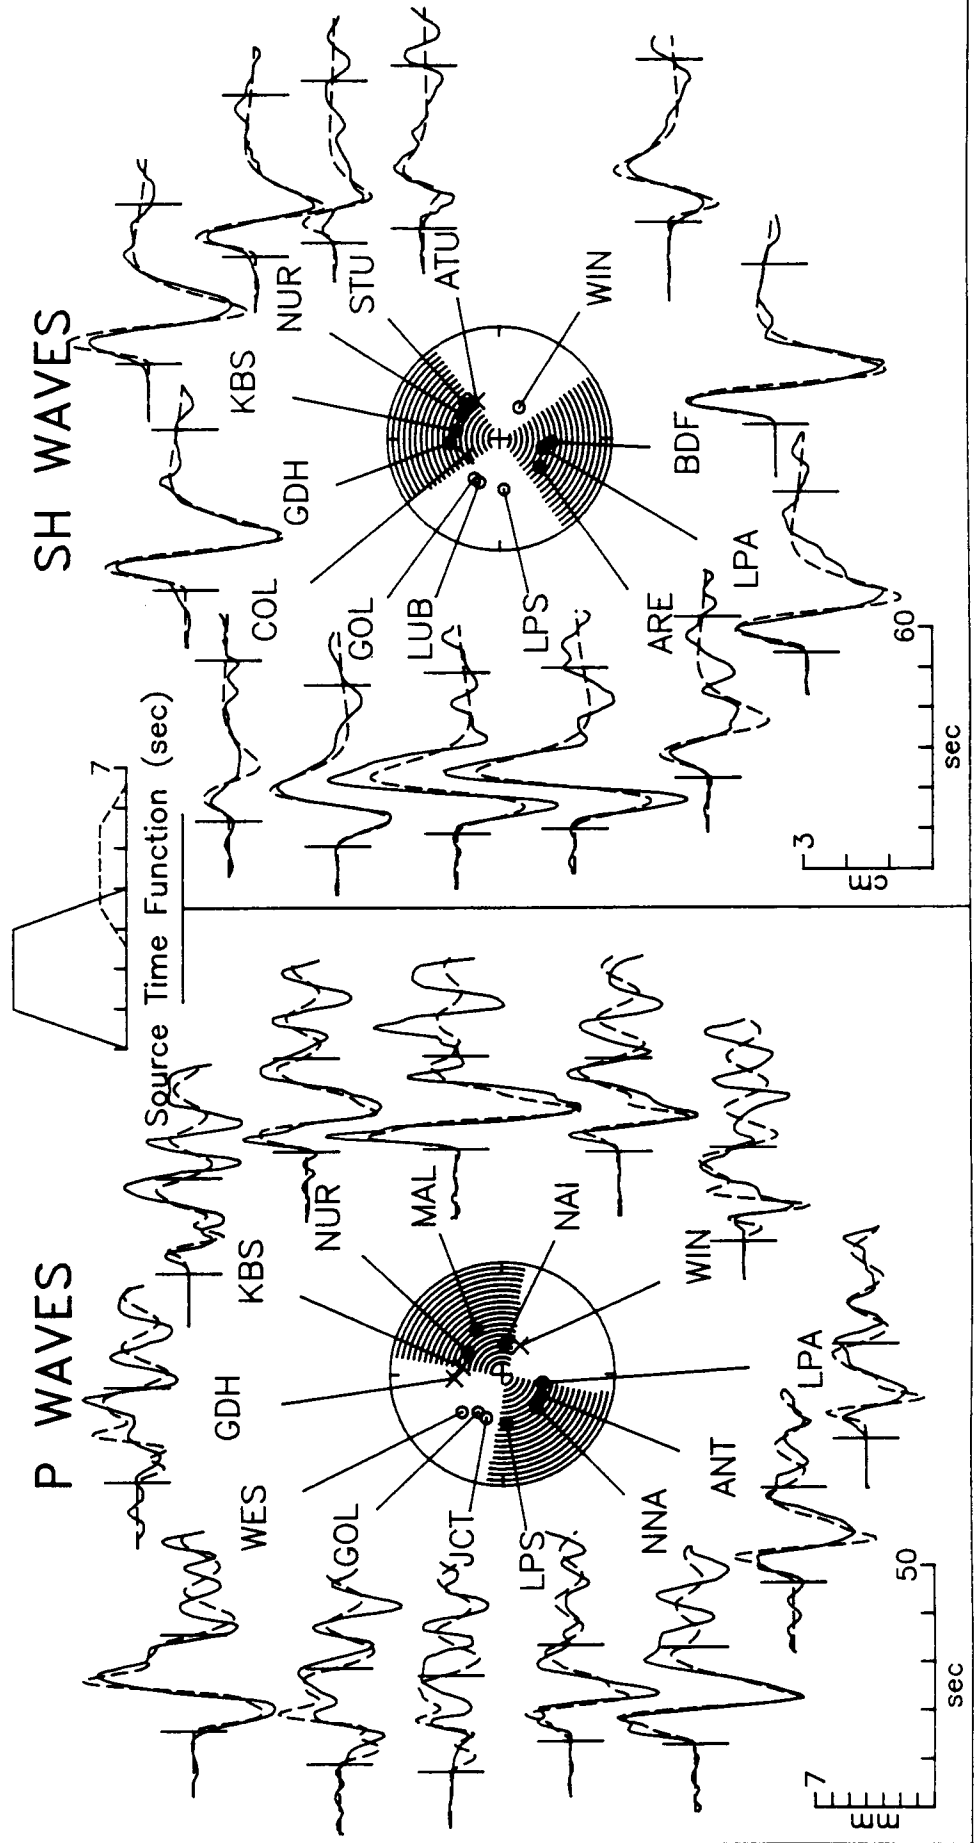 P WAVES
GDH
KBS
NUR
MAL
NAI
WIN
LPA
ANT
NNA
LPS
JCT
GOL
WES
7
mm
50
sec
7
Source Time Function (sec)
SH WAVES
GDH
KBS
NUR
STU
ATU
WIN
BDF
LPA
ARE
LPS
LUB
GOL
COL
3
cm
60
sec